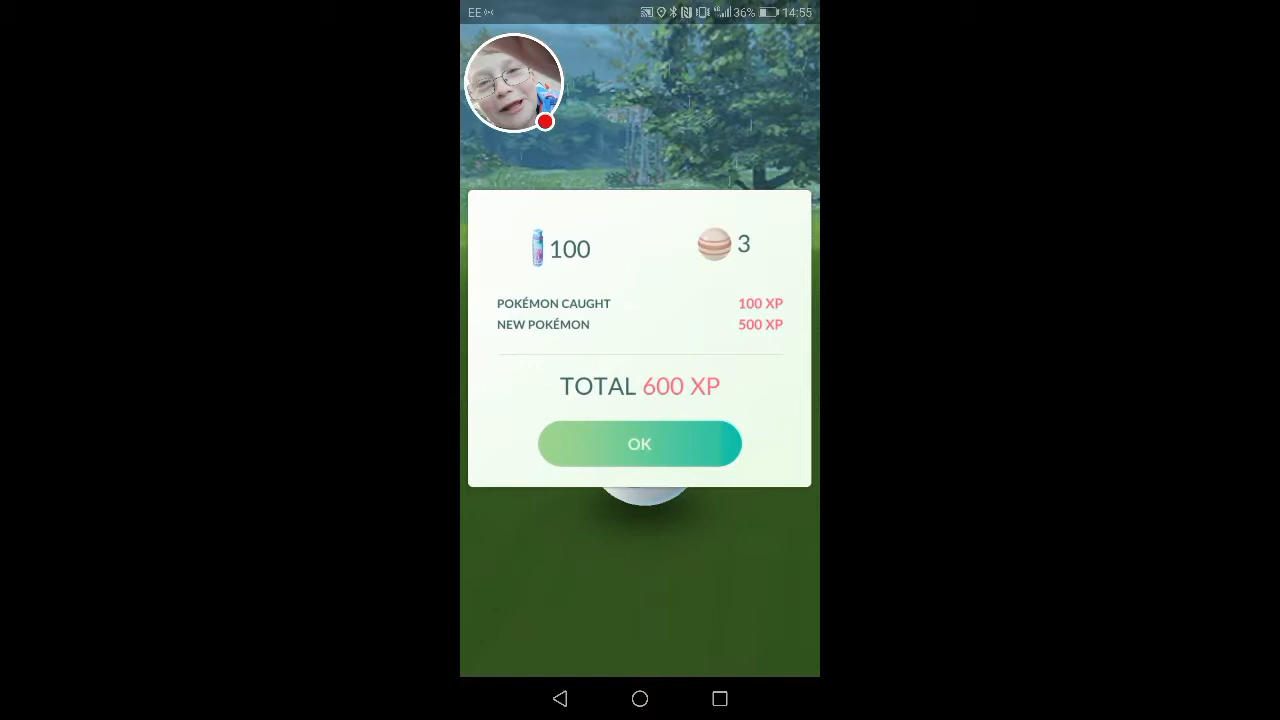 EE 36% 14:55
100 3
POKÉMON CAUGHT 100 XP
NEW POKÉMON 500 XP
TOTAL 600 XP
OK